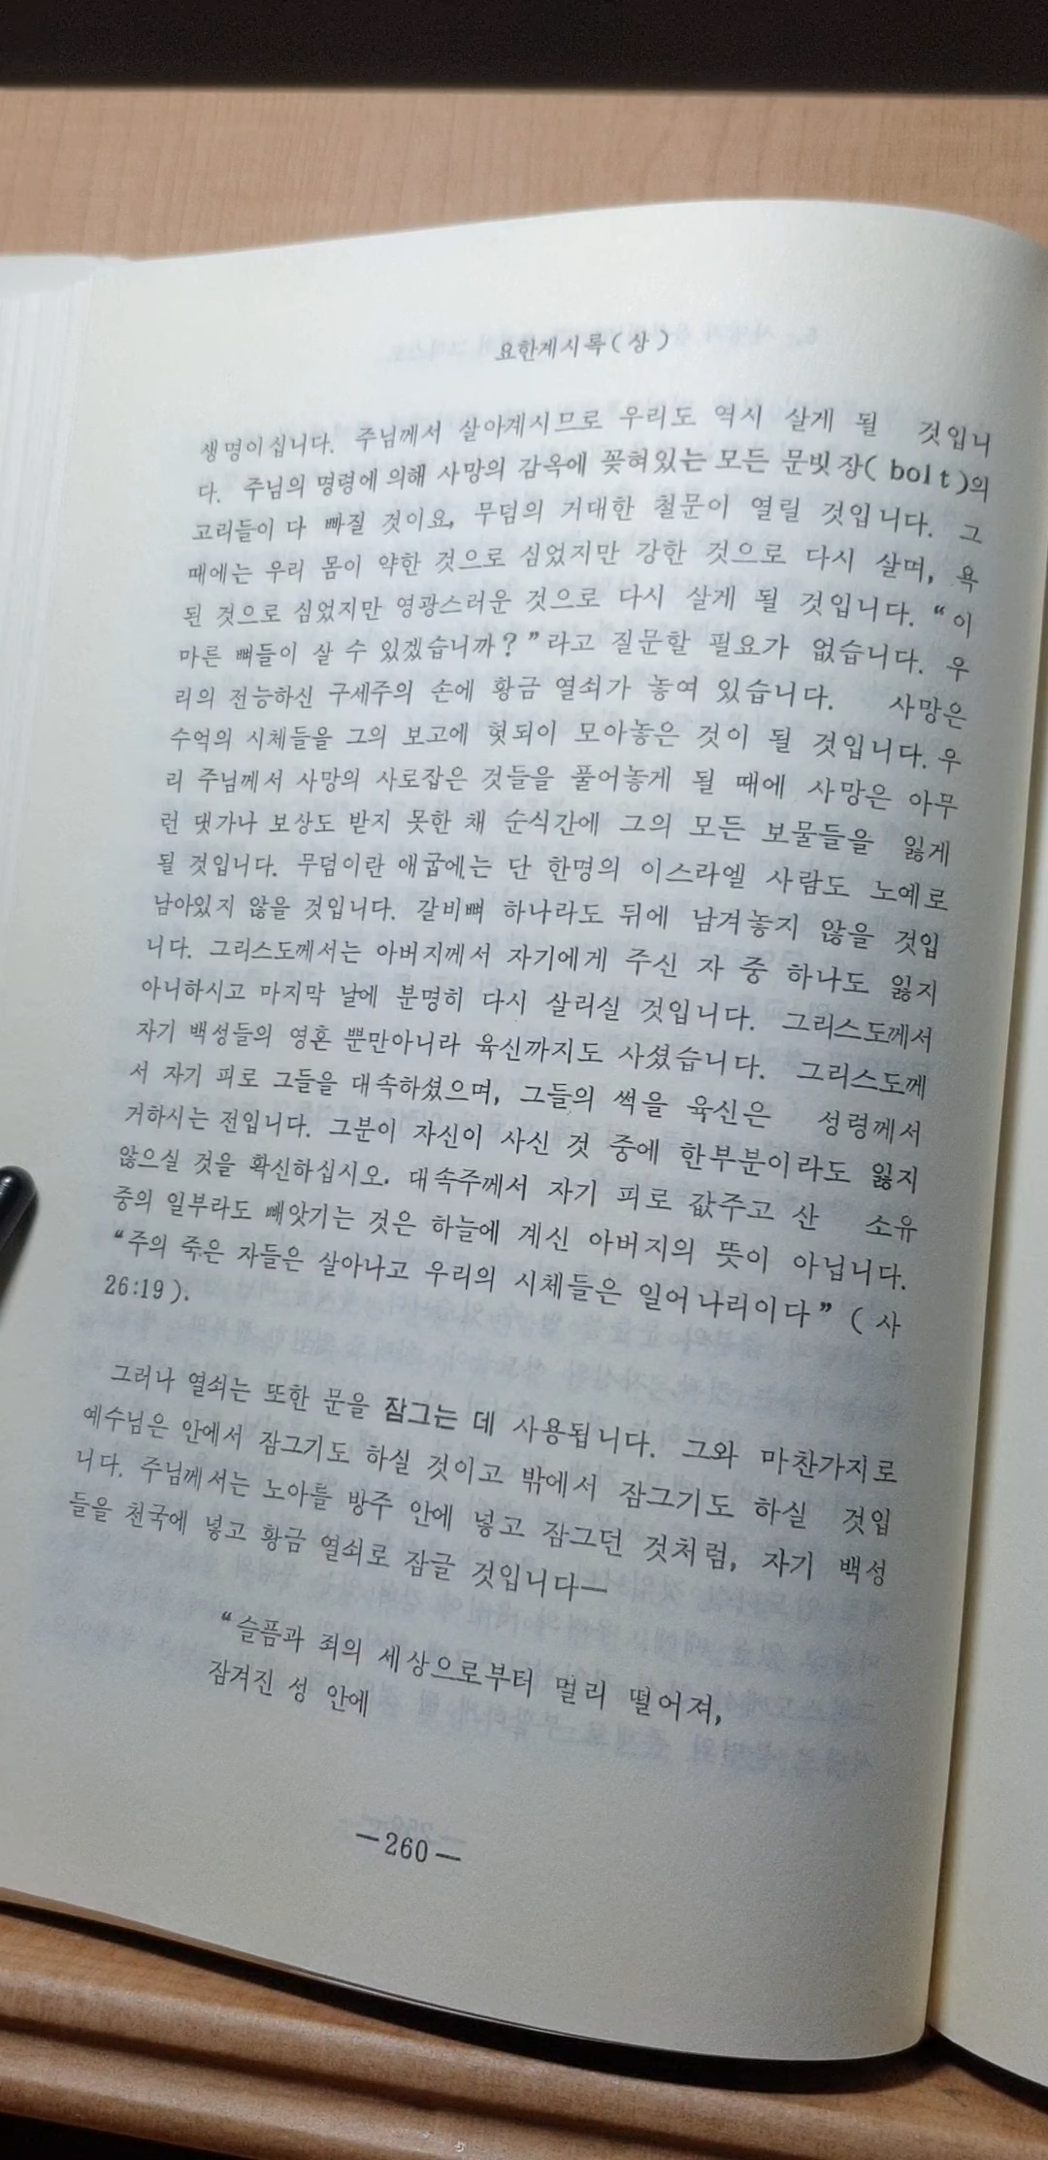 요한계시록(상)
생명이십니다. 주님께서 살아계시므로 우리도 역시 살게 될 것입니
다. 주님의 명령에 의해 사망의 감옥에 꽂혀있는 모든 문빗장(bolt)의
고리들이 다 빠질 것이요, 무덤의 거대한 철문이 열릴 것입니다. 그
때에는 우리 몸이 약한 것으로 심었지만 강한 것으로 다시 살며, 욕
된 것으로 심었지만 영광스러운 것으로 다시 살게 될 것입니다. “이
마른 뼈들이 살 수 있겠습니까?”라고 질문할 필요가 없습니다. 우
리의 전능하신 구세주의 손에 황금 열쇠가 놓여 있습니다. 사망은
수억의 시체들을 그의 보고에 헛되이 모아놓은 것이 될 것입니다. 우
리 주님께서 사망의 사로잡은 것들을 풀어놓게 될 때에 사망은 아무
런 댓가나 보상도 받지 못한 채 순식간에 그의 모든 보물들을 잃게
될 것입니다. 무덤이란 애굽에는 단 한명의 이스라엘 사람도 노예로
남아있지 않을 것입니다. 갈비뼈 하나라도 뒤에 남겨놓지 않을 것입
니다. 그리스도께서는 아버지께서 자기에게 주신 자 중 하나도 잃지
아니하시고 마지막 날에 분명히 다시 살리실 것입니다. 그리스도께서
자기 백성들의 영혼 뿐만아니라 육신까지도 사셨습니다. 그리스도께
서 자기 피로 그들을 대속하셨으며, 그들의 썩을 육신은 성령께서
거하시는 전입니다. 그분이 자신이 사신 것 중에 한부분이라도 잃지
않으실 것을 확신하십시오. 대속주께서 자기 피로 값주고 산 소유
중의 일부라도 빼앗기는 것은 하늘에 계신 아버지의 뜻이 아닙니다.
“주의 죽은 자들은 살아나고 우리의 시체들은 일어나리이다”(사
26:19).
그러나 열쇠는 또한 문을 잠그는 데 사용됩니다. 그와 마찬가지로
예수님은 안에서 잠그기도 하실 것이고 밖에서 잠그기도 하실 것입
니다. 주님께서는 노아를 방주 안에 넣고 잠그던 것처럼, 자기 백성
들을 천국에 넣고 황금 열쇠로 잠글 것입니다—
“슬픔과 죄의 세상으로부터 멀리 떨어져,
잠겨진 성 안에
—260—